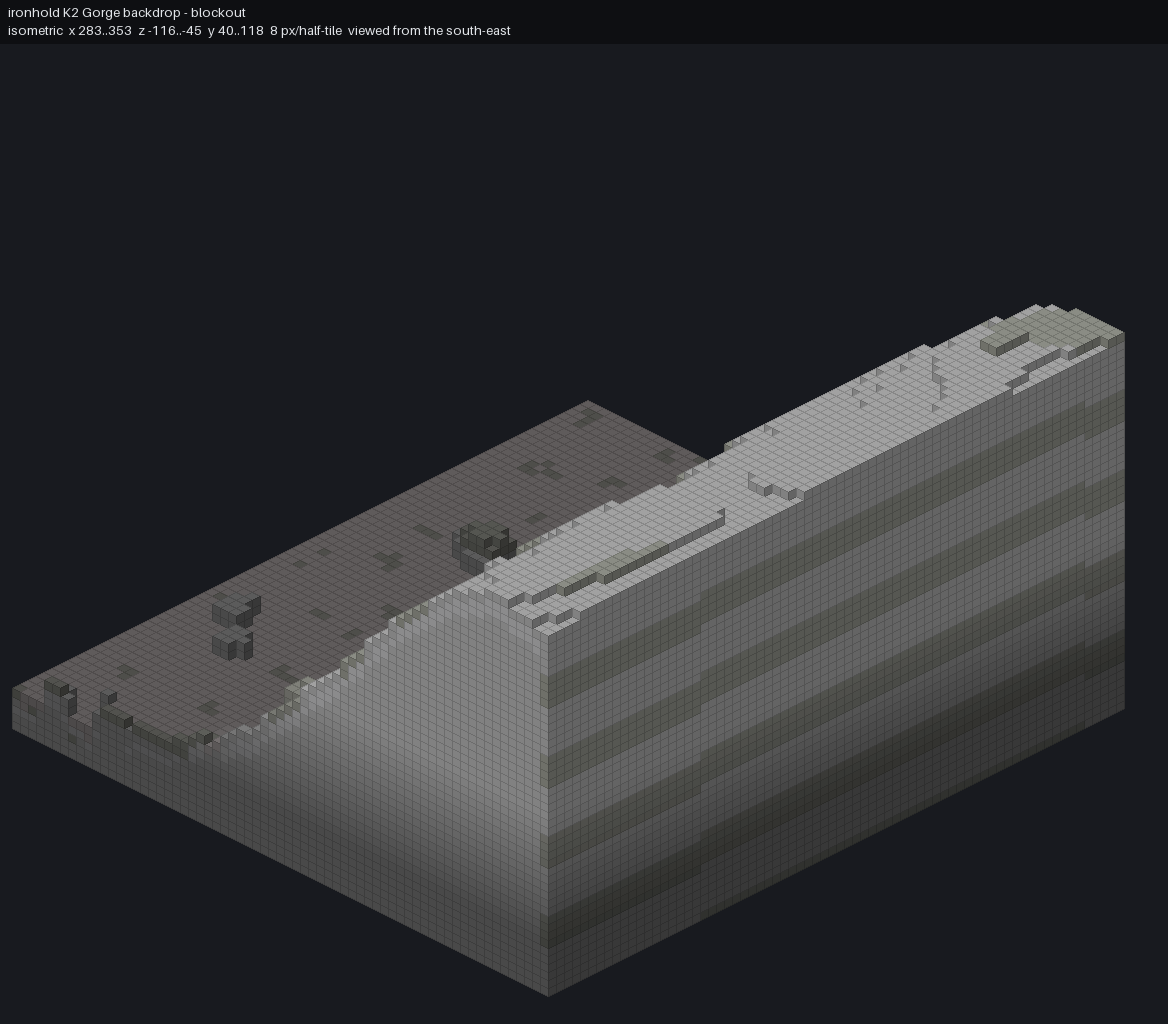 ironhold K2 Gorge backdrop - blockout
isometric  x 283..353  z -116..-45  y 40..118  8 px/half-tile  viewed from the south-east